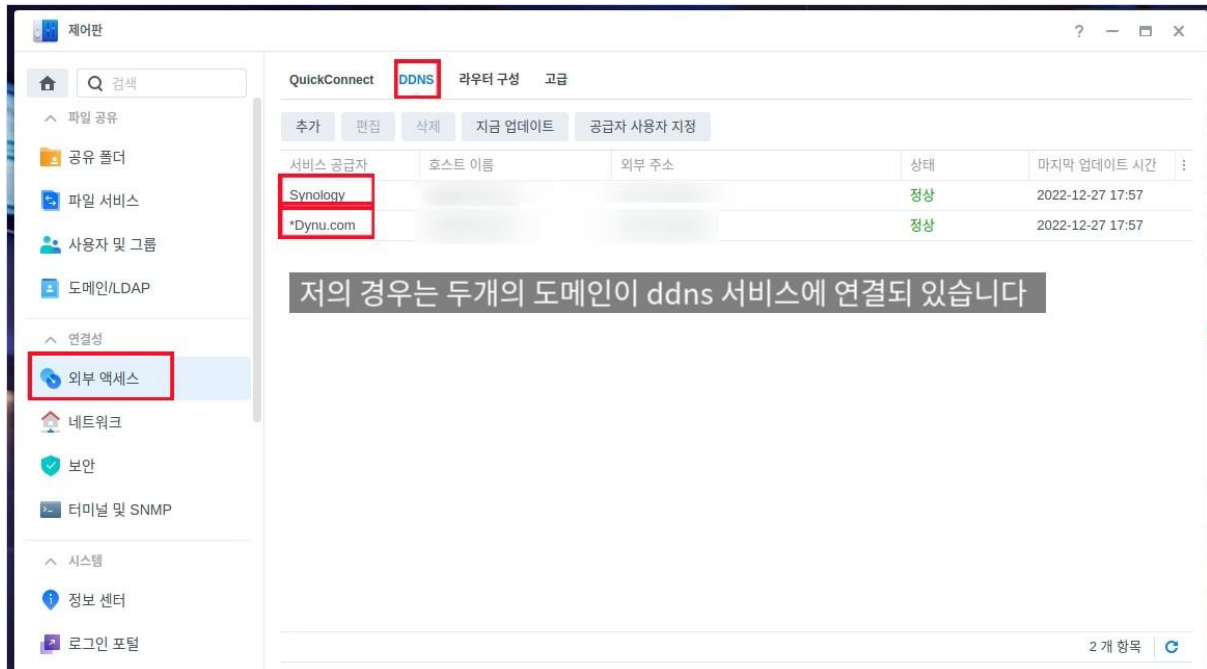 제어판
검색
파일 공유
공유 폴더
파일 서비스
사용자 및 그룹
도메인/LDAP
연결성
외부 액세스
네트워크
보안
터미널 및 SNMP
시스템
정보 센터
로그인 포털
QuickConnect DDNS 라우터 구성 고급
추가 편집 삭제 지금 업데이트 공급자 사용자 지정
서비스 공급자 호스트 이름 외부 주소 상태 마지막 업데이트 시간
Synology 정상 2022-12-27 17:57
*Dynu.com 정상 2022-12-27 17:57
저의 경우는 두개의 도메인이 ddns 서비스에 연결되 있습니다
2 개 항목